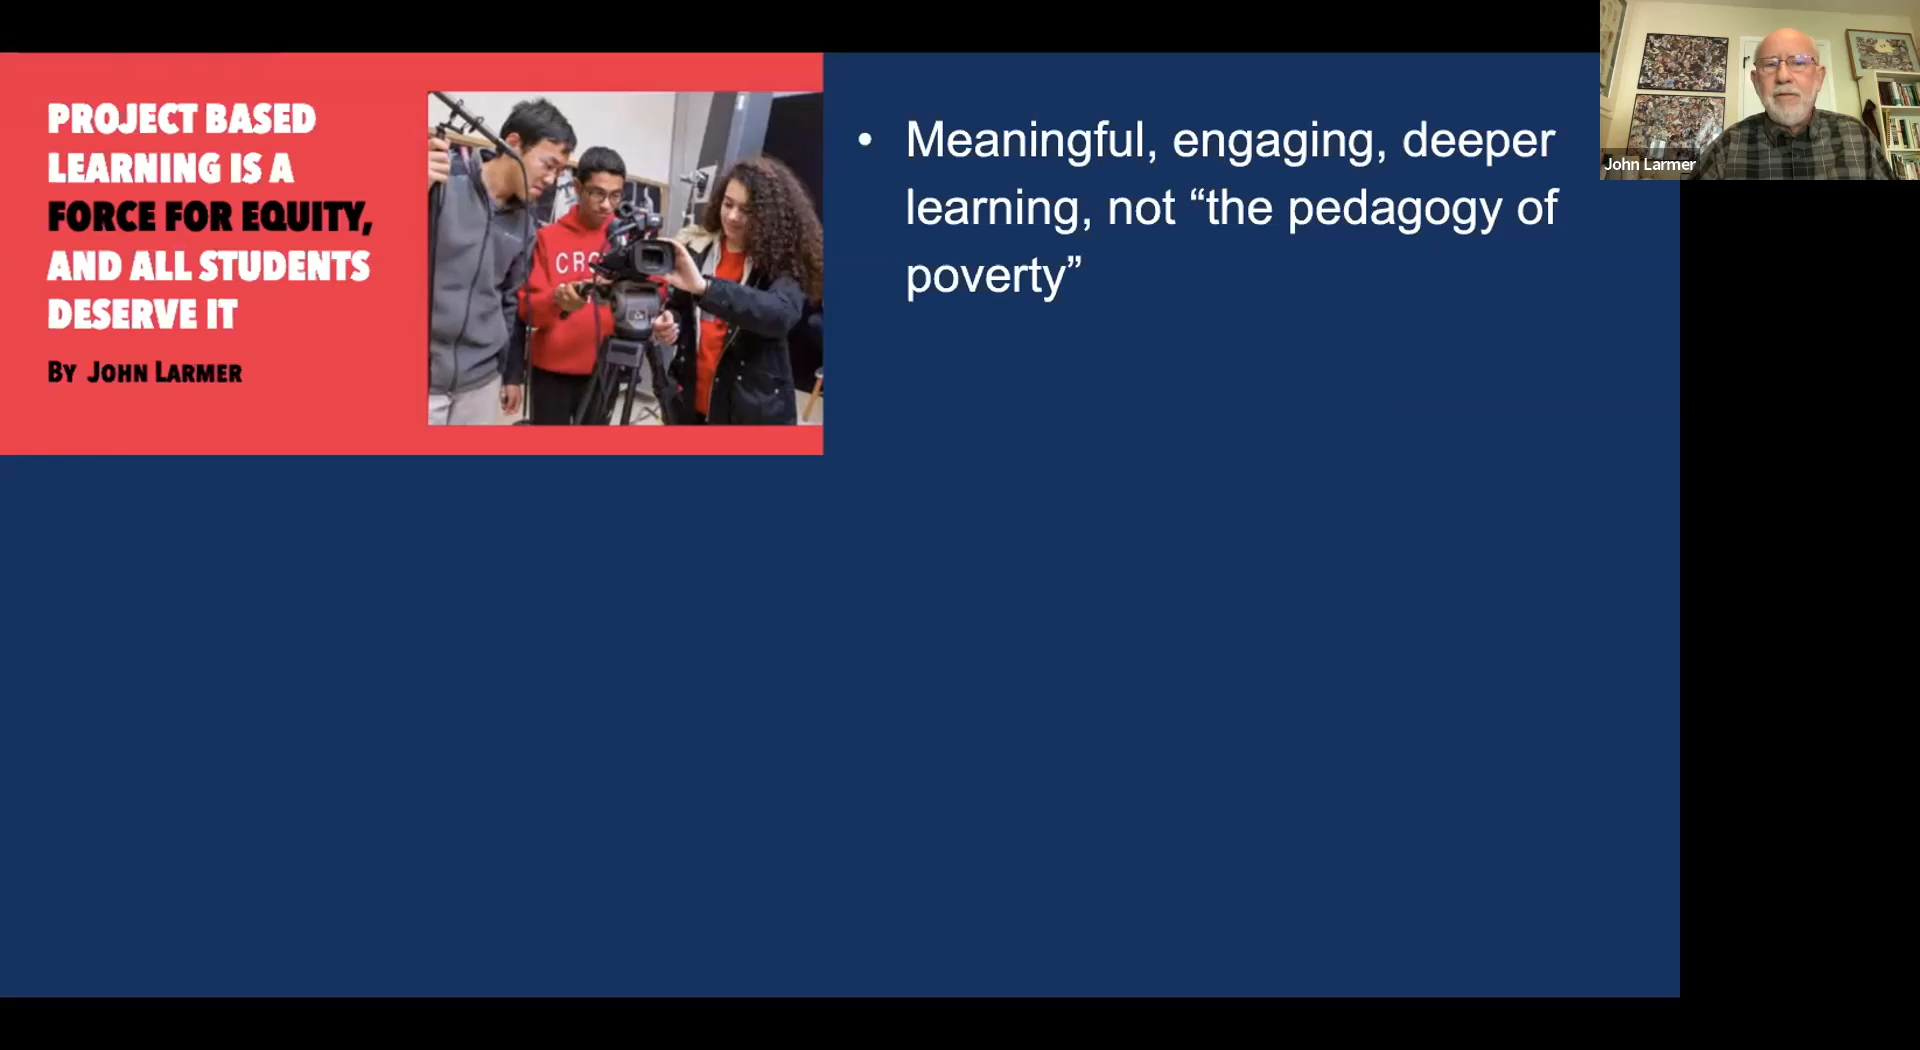 PROJECT BASED
LEARNING IS A
FORCE FOR EQUITY,
AND ALL STUDENTS
DESERVE IT
BY JOHN LARMER
• Meaningful, engaging, deeper
learning, not “the pedagogy of
poverty”
John Larmer